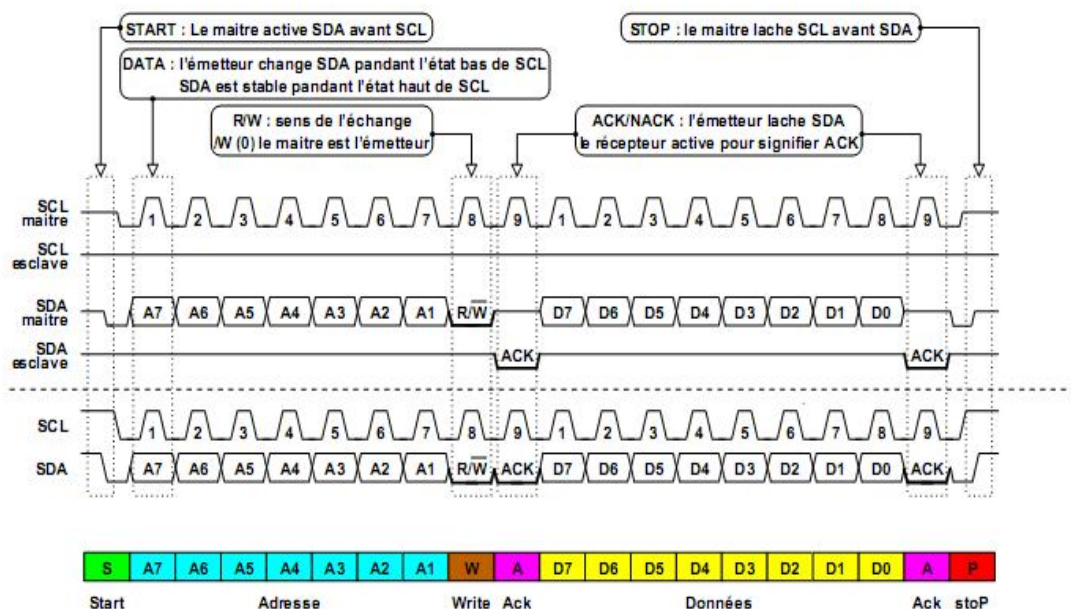 START : Le maitre active SDA avant SCL
STOP : le maitre lache SCL avant SDA
DATA : l'émetteur change SDA pandant l'état bas de SCL
SDA est stable pandant l'état haut de SCL
R/W : sens de l'échange
/W (0) le maitre est l'émetteur
ACK/NACK : l'émetteur lache SDA
le récepteur active pour signifier ACK
SCL
maitre
1 2 3 4 5 6 7 8 9 1 2 3 4 5 6 7 8 9
SCL
esclave
SDA
maitre
A7 A6 A5 A4 A3 A2 A1 R/W̅ D7 D6 D5 D4 D3 D2 D1 D0
SDA
esclave
ACK ACK
SCL 1 2 3 4 5 6 7 8 9 1 2 3 4 5 6 7 8 9
SDA A7 A6 A5 A4 A3 A2 A1 R/W̅ ACK D7 D6 D5 D4 D3 D2 D1 D0 ACK
S A7 A6 A5 A4 A3 A2 A1 W A D7 D6 D5 D4 D3 D2 D1 D0 A P
Start Adresse Write Ack Données Ack stoP